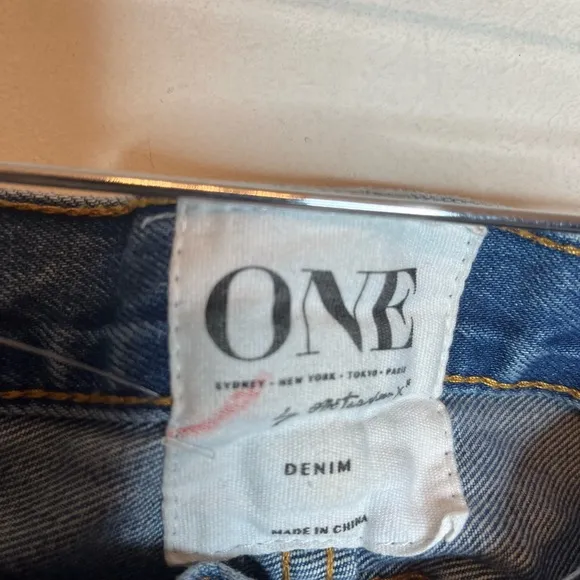 ONE
SYDNEY • NEW YORK • TOKYO • PARIS
DENIM
MADE IN CHINA